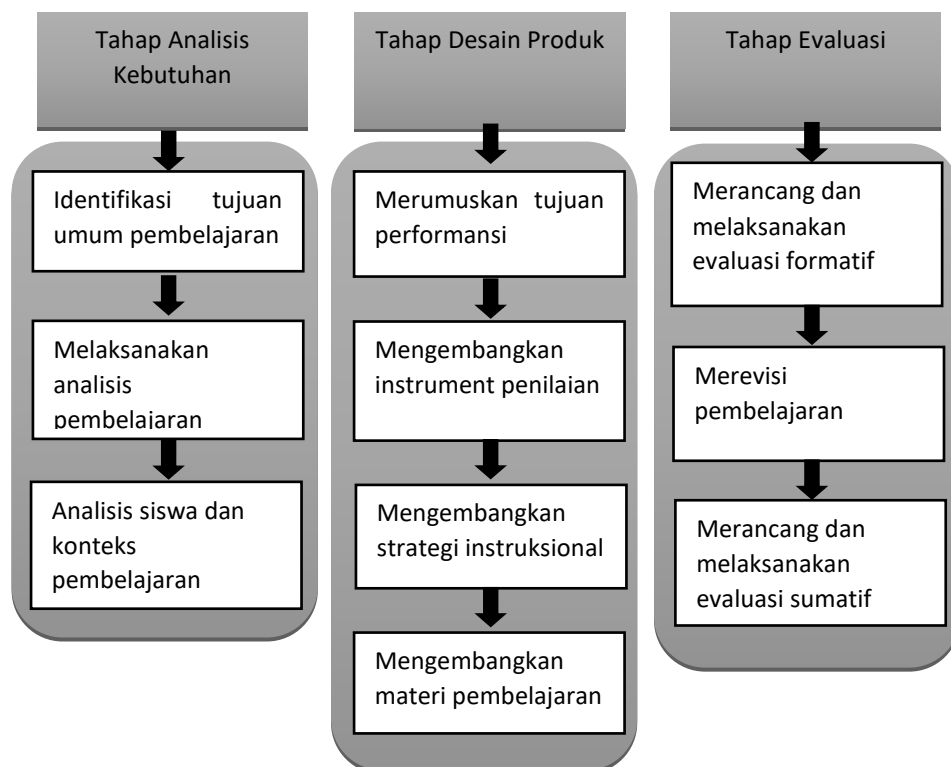 Tahap Analisis
Kebutuhan
Identifikasi tujuan
umum pembelajaran
Melaksanakan
analisis
pembelajaran
Analisis siswa dan
konteks
pembelajaran
Tahap Desain Produk
Merumuskan tujuan
performansi
Mengembangkan
instrument penilaian
Mengembangkan
strategi instruksional
Mengembangkan
materi pembelajaran
Tahap Evaluasi
Merancang dan
melaksanakan
evaluasi formatif
Merevisi
pembelajaran
Merancang dan
melaksanakan
evaluasi sumatif